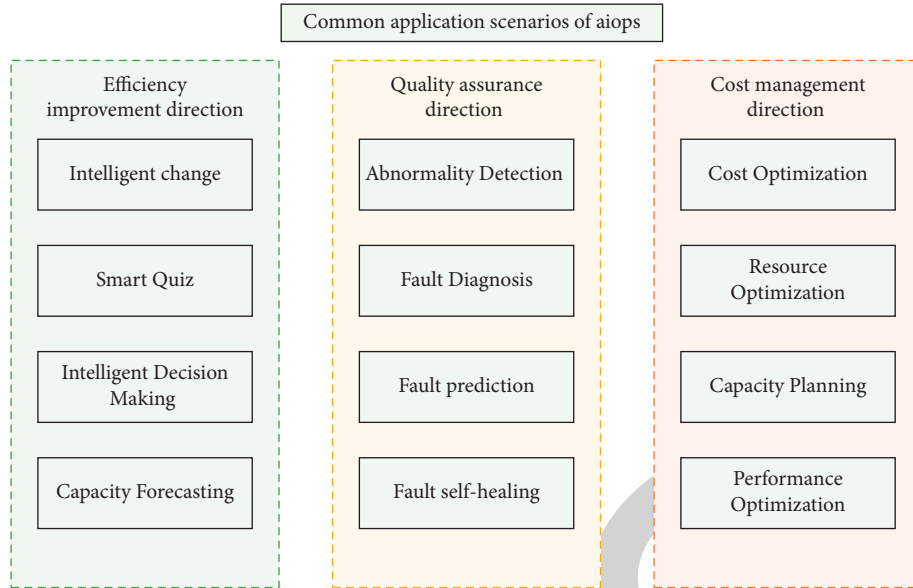 Common application scenarios of aiops
Efficiency
improvement direction
Intelligent change
Smart Quiz
Intelligent Decision
Making
Capacity Forecasting
Quality assurance
direction
Abnormality Detection
Fault Diagnosis
Fault prediction
Fault self-healing
Cost management
direction
Cost Optimization
Resource
Optimization
Capacity Planning
Performance
Optimization